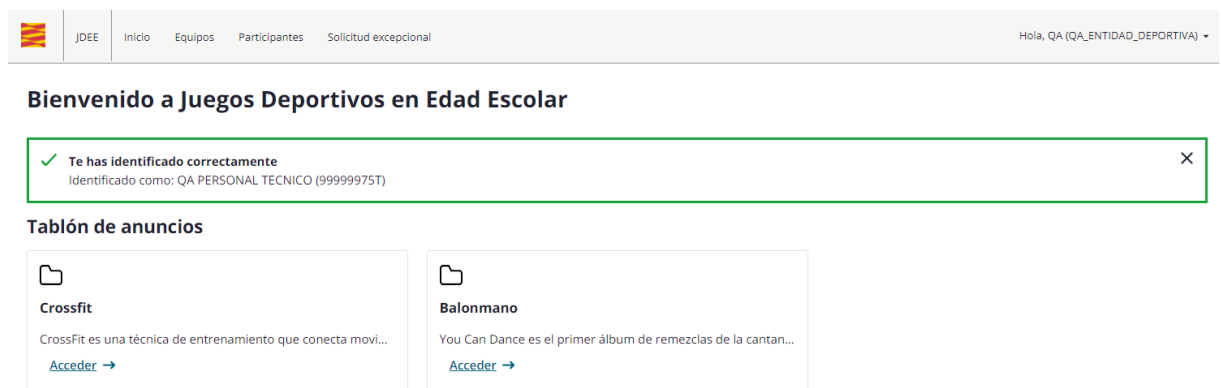 JDEE Inicio Equipos Participantes Solicitud excepcional Hola, QA (QA_ENTIDAD_DEPORTIVA)
Bienvenido a Juegos Deportivos en Edad Escolar
Te has identificado correctamente
Identificado como: QA PERSONAL TECNICO (99999975T)
Tablón de anuncios
Crossfit
CrossFit es una técnica de entrenamiento que conecta movi...
Acceder →
Balonmano
You Can Dance es el primer álbum de remezclas de la cantan...
Acceder →